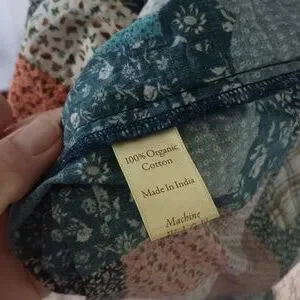 100% Organic
Cotton
Made In India
Machine